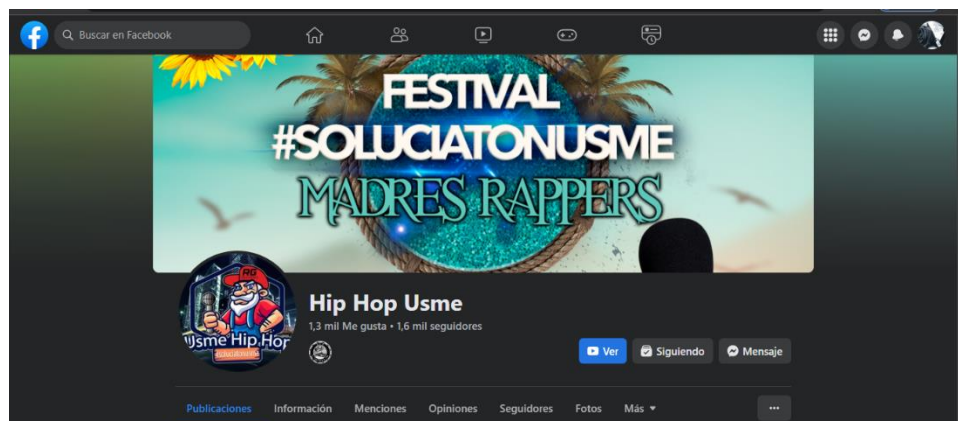 Buscar en Facebook
FESTIVAL
#SOLUCIATONUSME
MADRES RAPPERS
RG
Usme Hip Hop
Hip Hop Usme
1,3 mil Me gusta • 1,6 mil seguidores
Ver
Siguiendo
Mensaje
Publicaciones
Información
Menciones
Opiniones
Seguidores
Fotos
Más